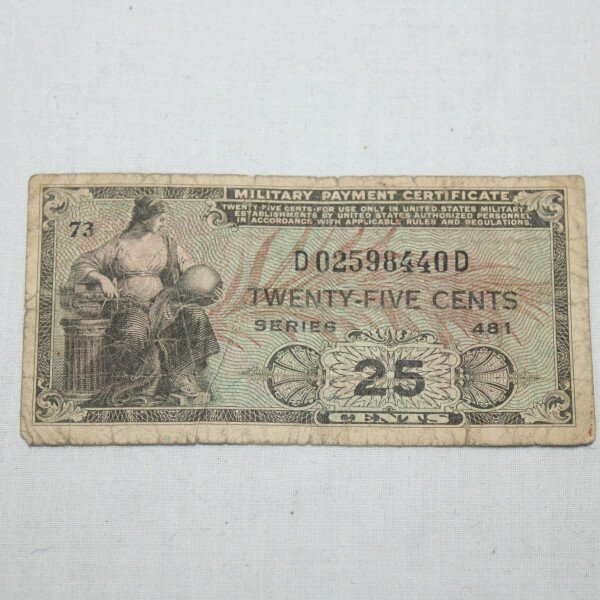 MILITARY PAYMENT CERTIFICATE
TWENTY-FIVE CENTS-FOR USE ONLY IN UNITED STATES MILITARY
ESTABLISHMENTS BY UNITED STATES AUTHORIZED PERSONNEL
IN ACCORDANCE WITH APPLICABLE RULES AND REGULATIONS.
73
D02598440D
TWENTY-FIVE CENTS
SERIES 481
25
CENTS